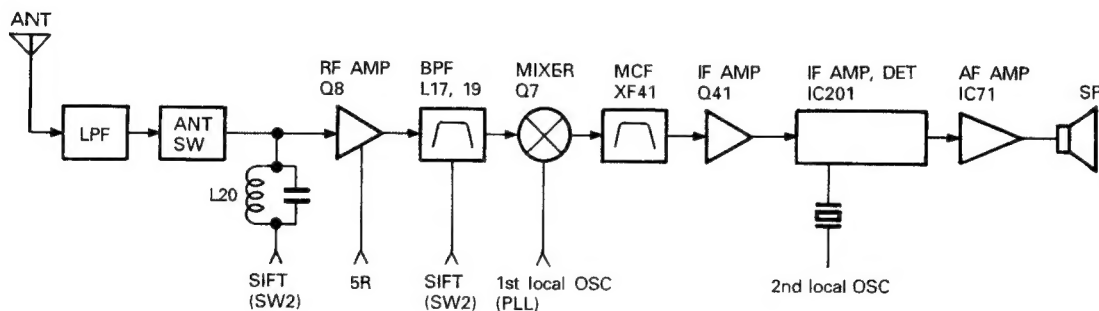 ANT
LPF
ANT
SW
L20
SIFT
(SW2)
RF AMP
Q8
5R
BPF
L17, 19
SIFT
(SW2)
MIXER
Q7
1st local OSC
(PLL)
MCF
XF41
IF AMP
Q41
IF AMP, DET
IC201
2nd local OSC
AF AMP
IC71
SP